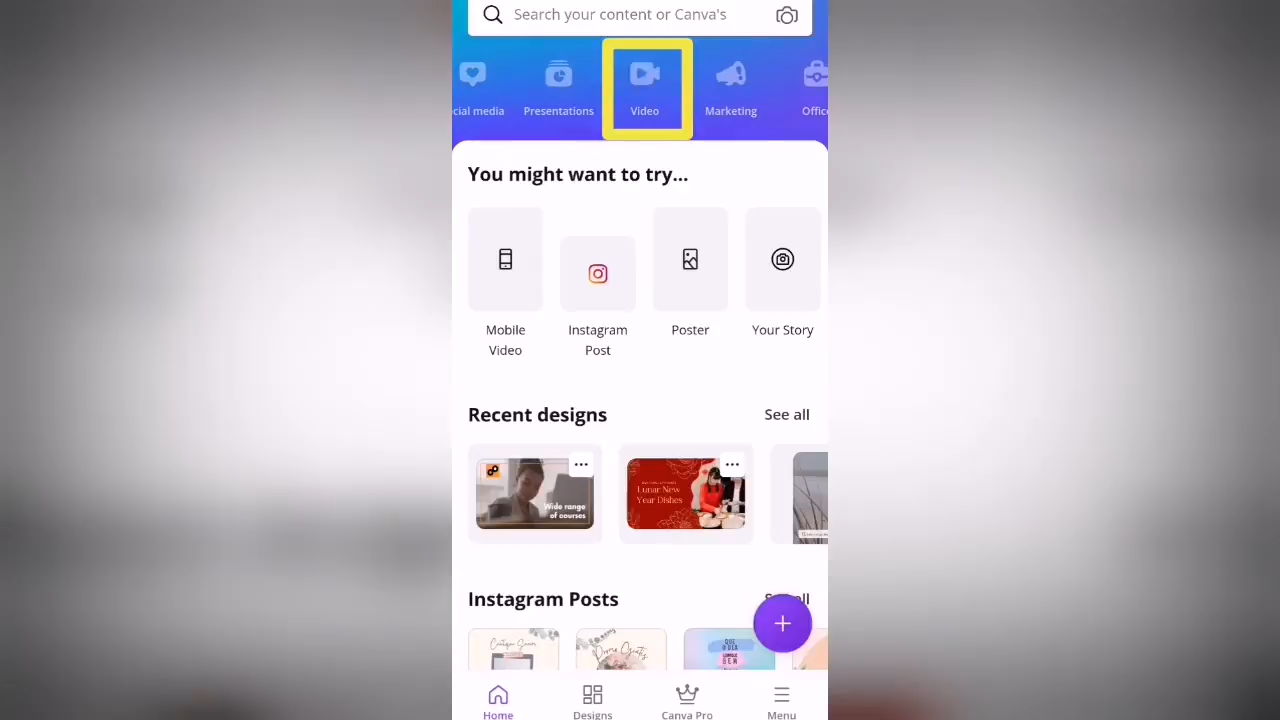 Search your content or Canva's
cial media
Presentations
Video
Marketing
Office
You might want to try...
Mobile
Video
Instagram
Post
Poster
Your Story
Recent designs
See all
Wide range
of courses
Lunar New
Year Dishes
Instagram Posts
QUE
Home
Designs
Canva Pro
Menu